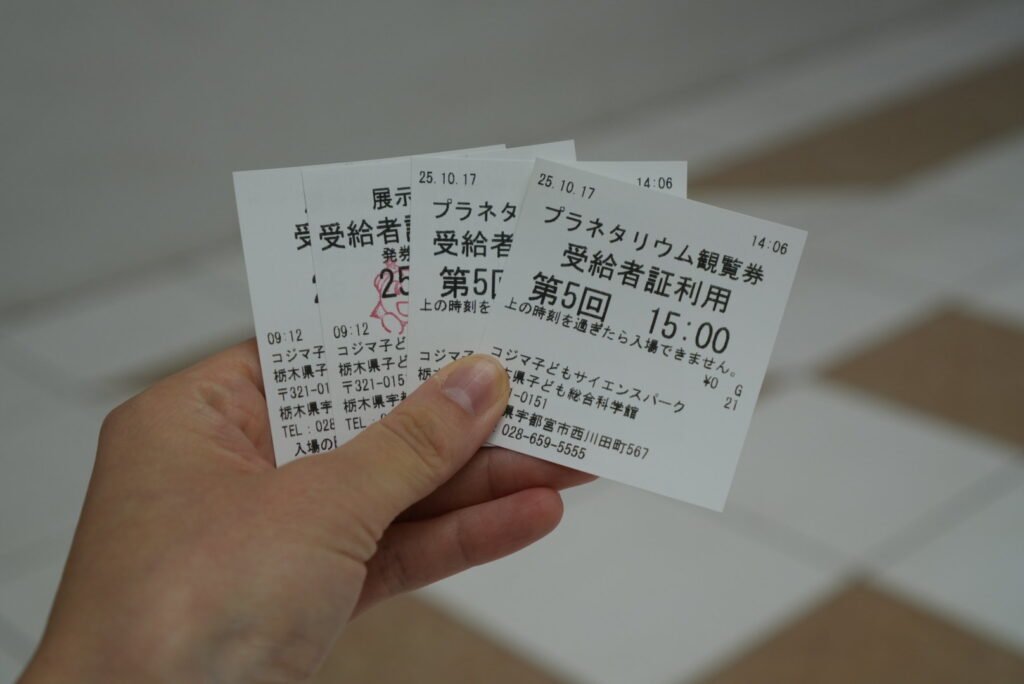 受
09:12
コジマ子
栃木県子
〒321-01
栃木県宇
TEL:028
入場の
展示
受給者証
発券
25
09:12
コジマ子ど
栃木県子ど
〒321-015
栃木県宇都
25.10.17
14:06
プラネタ
受給者
第5回
上の時刻を
コジマ
25.10.17
14:06
プラネタリウム観覧券
受給者証利用
第5回 15:00
上の時刻を過ぎたら入場できません。
¥0 G
21
コジマ子どもサイエンスパーク
木県子ども総合科学館
-0151
県宇都宮市西川田町567
: 028-659-5555